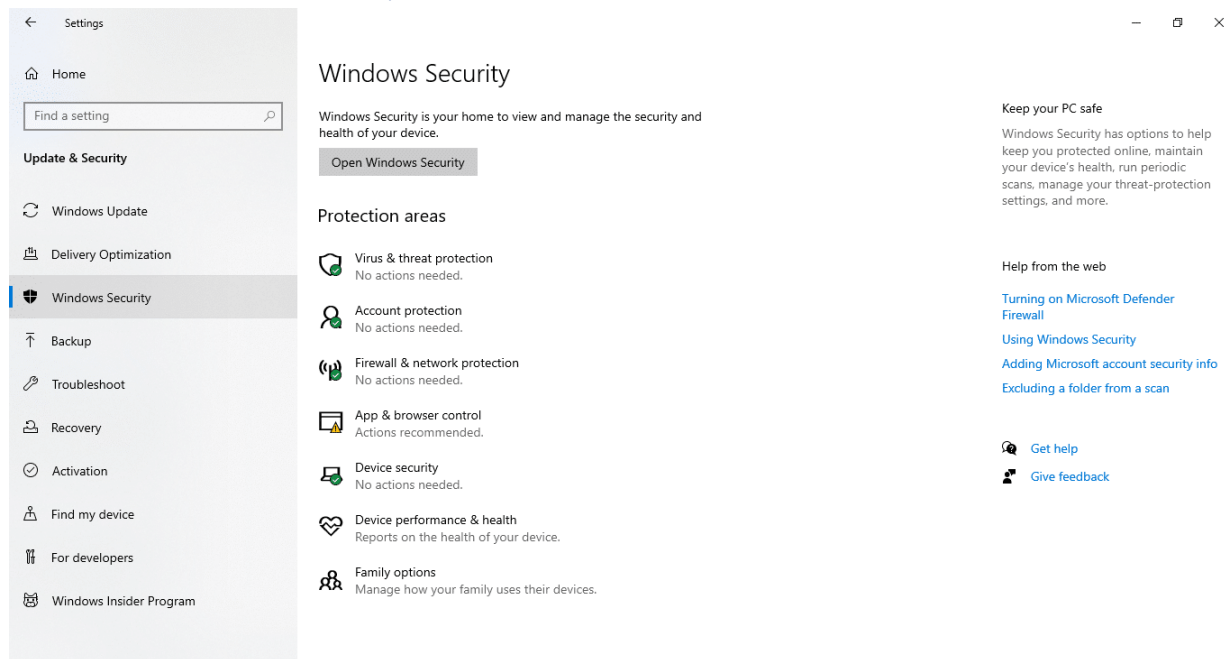 Settings
Home
Find a setting
Update & Security
Windows Update
Delivery Optimization
Windows Security
Backup
Troubleshoot
Recovery
Activation
Find my device
For developers
Windows Insider Program
Windows Security
Windows Security is your home to view and manage the security and
health of your device.
Open Windows Security
Protection areas
Virus & threat protection
No actions needed.
Account protection
No actions needed.
Firewall & network protection
No actions needed.
App & browser control
Actions recommended.
Device security
No actions needed.
Device performance & health
Reports on the health of your device.
Family options
Manage how your family uses their devices.
Keep your PC safe
Windows Security has options to help
keep you protected online, maintain
your device's health, run periodic
scans, manage your threat-protection
settings, and more.
Help from the web
Turning on Microsoft Defender
Firewall
Using Windows Security
Adding Microsoft account security info
Excluding a folder from a scan
Get help
Give feedback